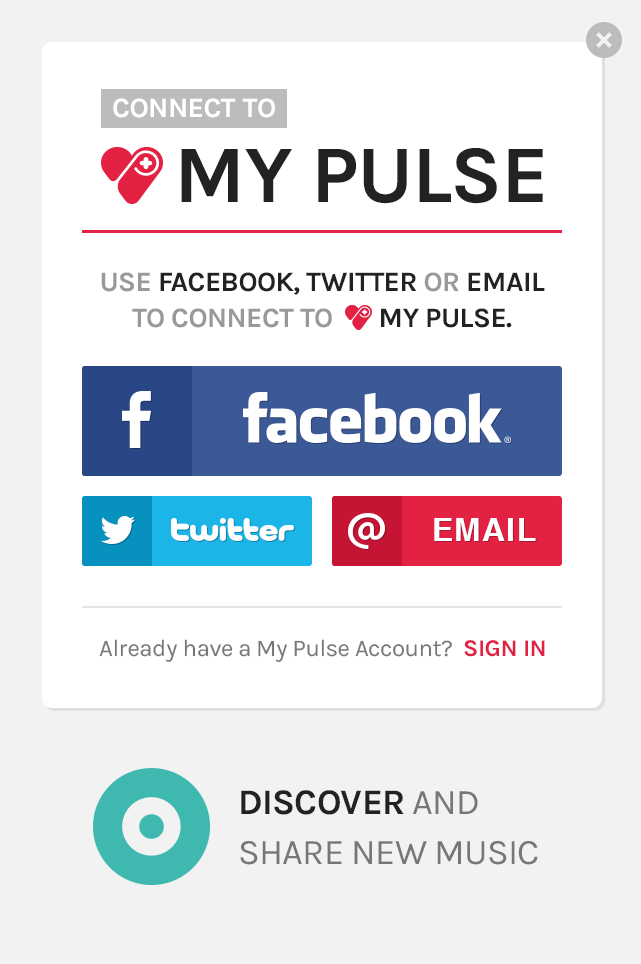 CONNECT TO
MY PULSE
USE FACEBOOK, TWITTER OR EMAIL
TO CONNECT TO MY PULSE.
f facebook®
twitter
@ EMAIL
Already have a My Pulse Account? SIGN IN
DISCOVER AND
SHARE NEW MUSIC